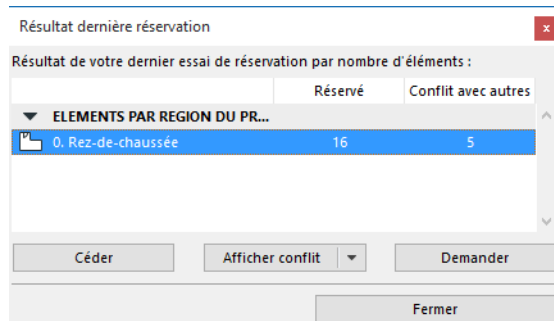 Résultat dernière réservation
x
Résultat de votre dernier essai de réservation par nombre d'éléments :
Réservé Conflit avec autres
ELEMENTS PAR REGION DU PR...
0. Rez-de-chaussée 16 5
Céder Afficher conflit Demander
Fermer